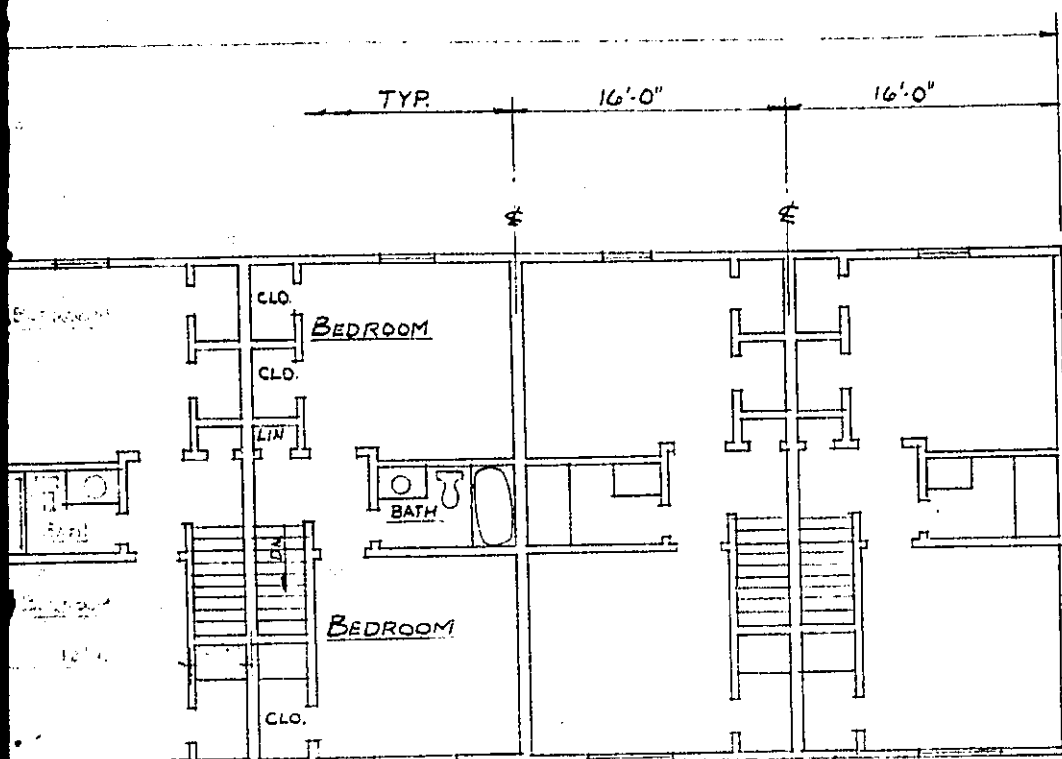 TYP. 16'-0" 16'-0"
℄ ℄
CLO.
BEDROOM
CLO.
LIN
BATH
DN
BEDROOM
CLO.